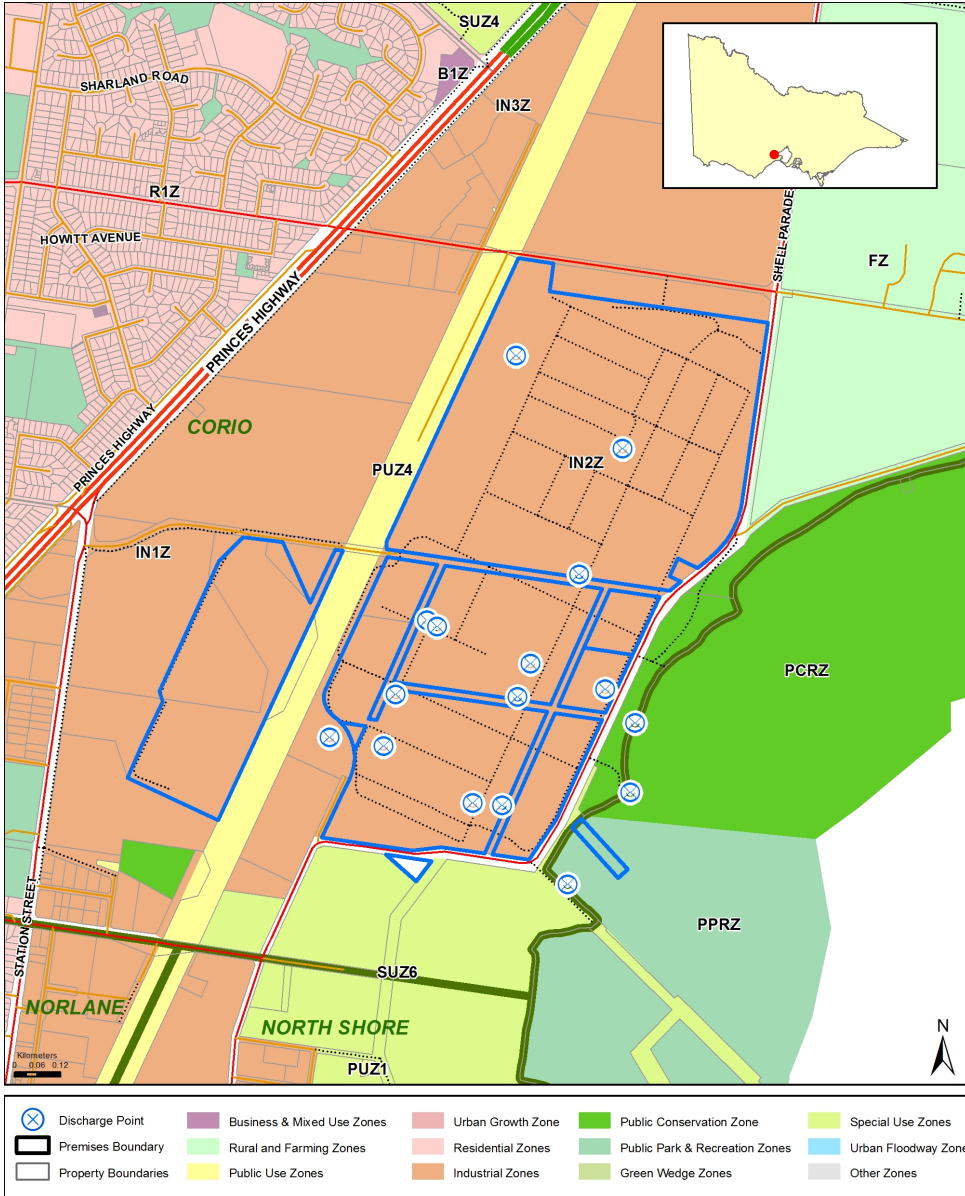 SUZ4
SHARLAND ROAD
B1Z
IN3Z
R1Z
SHELL PARADE
HOWITT AVENUE
FZ
PRINCES HIGHWAY
PRINCES HIGHWAY
CORIO
PUZ4
IN2Z
IN1Z
PCRZ
STATION STREET
PPRZ
SUZ6
NORLANE
NORTH SHORE
N
Kilometers
0 0.06 0.12
PUZ1
Discharge Point
Business & Mixed Use Zones
Urban Growth Zone
Public Conservation Zone
Special Use Zones
Premises Boundary
Rural and Farming Zones
Residential Zones
Public Park & Recreation Zones
Urban Floodway Zone
Property Boundaries
Public Use Zones
Industrial Zones
Green Wedge Zones
Other Zones